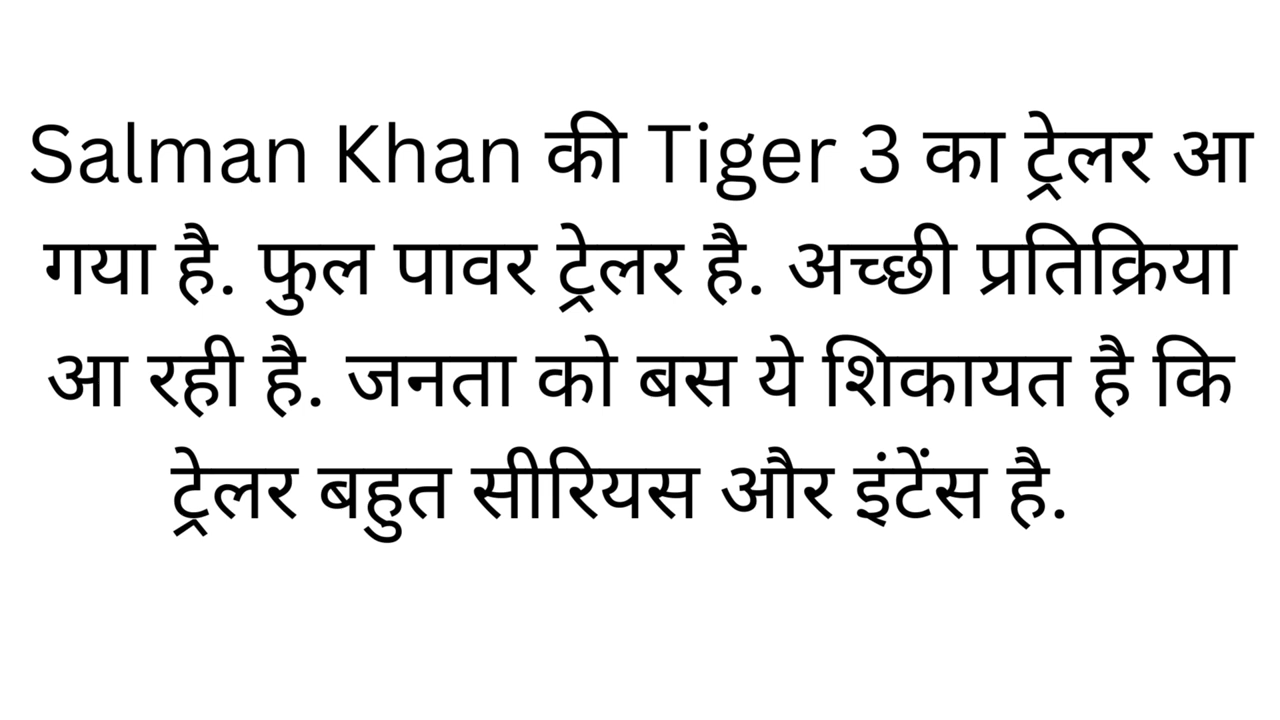 Salman Khan की Tiger 3 का ट्रेलर आ
गया है. फुल पावर ट्रेलर है. अच्छी प्रतिक्रिया
आ रही है. जनता को बस ये शिकायत है कि
ट्रेलर बहुत सीरियस और इंटेंस है.